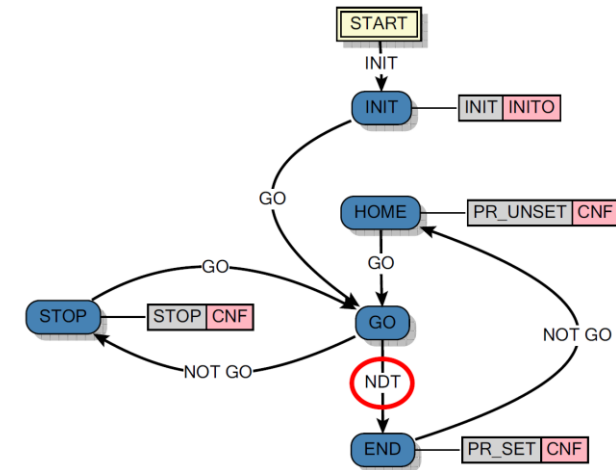 START
INIT
INIT
INIT INITO
GO
HOME
PR_UNSET CNF
GO
GO
STOP
STOP CNF
GO
NOT GO
NOT GO
NDT
END
PR_SET CNF